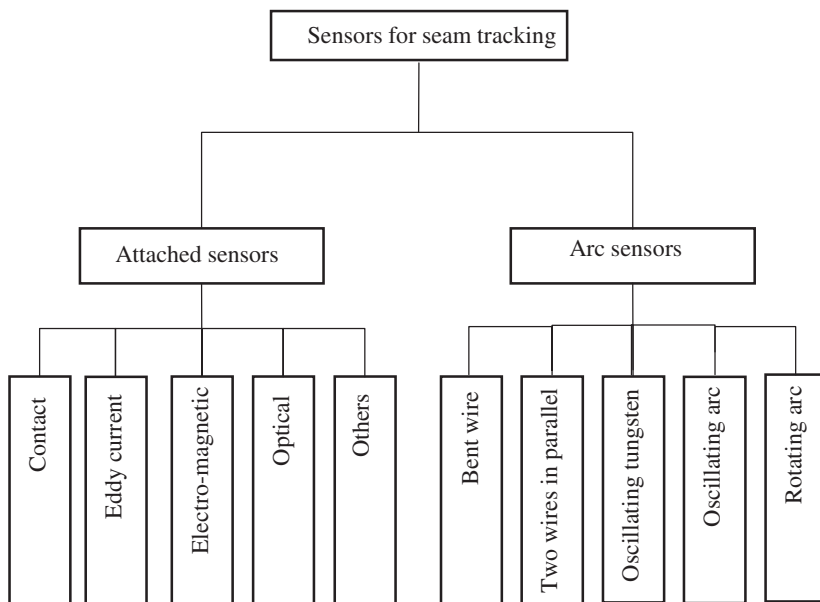 Sensors for seam tracking
Attached sensors
Arc sensors
Contact
Eddy current
Electro-magnetic
Optical
Others
Bent wire
Two wires in parallel
Oscillating tungsten
Oscillating arc
Rotating arc